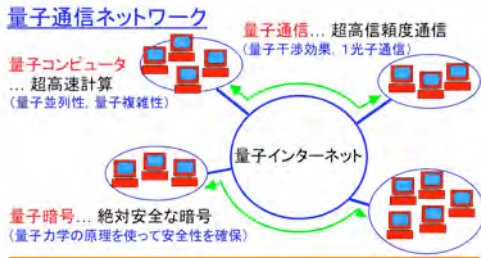 量子通信ネットワーク
量子通信… 超高信頼度通信
(量子干渉効果, 1光子通信)
量子コンピュータ
… 超高速計算
(量子並列性, 量子複雑性)
量子インターネット
量子暗号… 絶対安全な暗号
(量子力学の原理を使って安全性を確保)